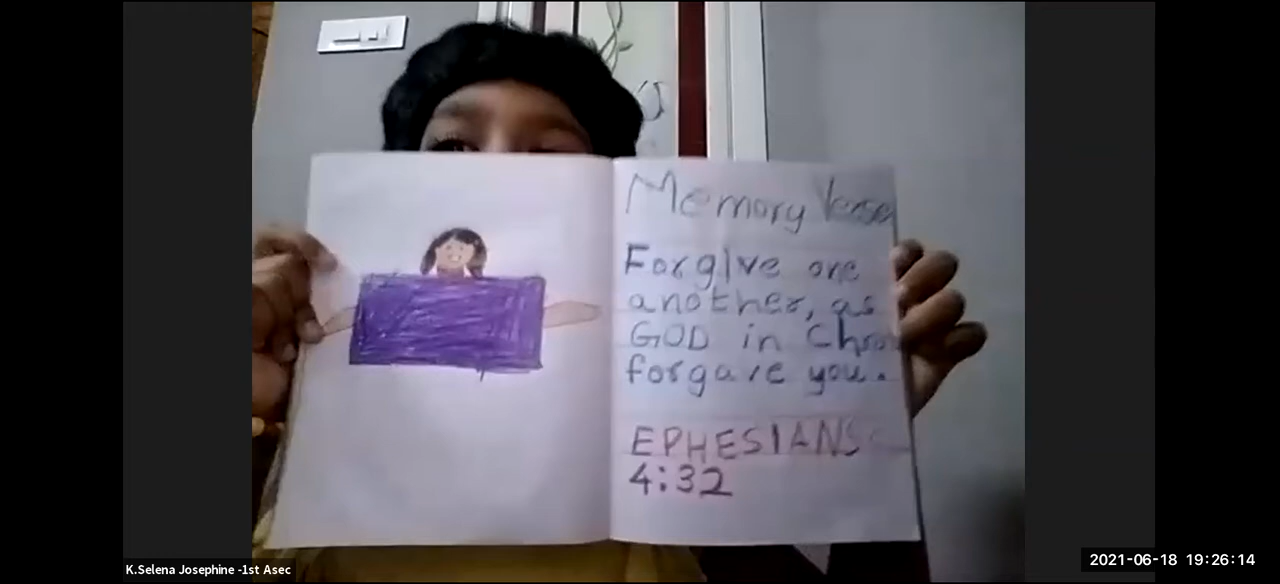 Memory Verse
Forgive one
another, as
GOD in
forgave you.
EPHESIANS
4:32
K.Selena Josephine -1st Asec
2021-06-18 19:26:14